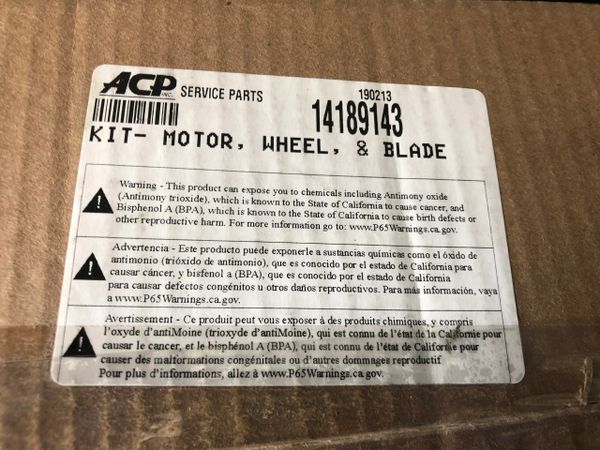 ACP INC. SERVICE PARTS
190213
14189143
KIT- MOTOR, WHEEL, & BLADE
Warning - This product can expose you to chemicals including Antimony oxide
(Antimony trioxide), which is known to the State of California to cause cancer, and
Bisphenol A (BPA), which is known to the State of California to cause birth defects or
other reproductive harm. For more information go to: www.P65Warnings.ca.gov.
Advertencia - Este producto puede exponerle a sustancias químicas como el óxido de
antimonio (trióxido de antimonio), que es conocido por el estado de California para
causar cáncer, y bisfenol a (BPA), que es conocido por el estado de California
para causar defectos congénitos u otros daños reproductivos. Para más información, vaya
a www.P65Warnings.ca.gov.
Avertissement - Ce produit peut vous exposer à des produits chimiques, y compris
l'oxyde d'antiMoine (trioxyde d'antiMoine), qui est connu de l'état de la Californie pour
causer le cancer, et le bisphénol A (BPA), qui est connu de l'état de Californie pour
causer des malformations congénitales ou d'autres dommages reproductif
Pour plus d'informations, allez à www.P65Warnings.ca.gov.